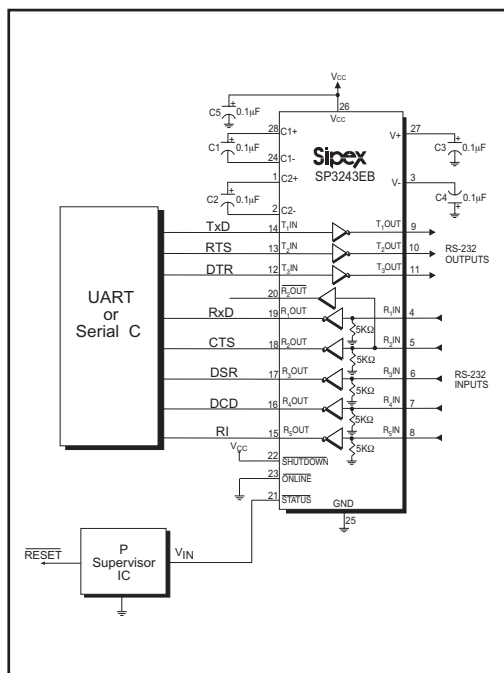 VCC
26
VCC
C5 + 0.1µF
28 C1+
C1 + 0.1µF
24 C1-
1 C2+
C2 + 0.1µF
2 C2-
Sipex
SP3243EB
V+ 27
C3 + 0.1µF
V- 3
C4 0.1µF +
TxD 14 T1IN T1OUT 9
RTS 13 T2IN T2OUT 10
DTR 12 T3IN T3OUT 11
RS-232
OUTPUTS
UART
or
Serial C
20 R2OUT
RxD 19 R1OUT R1IN 4
5KΩ
CTS 18 R2OUT R2IN 5
5KΩ
DSR 17 R3OUT R3IN 6
5KΩ
DCD 16 R4OUT R4IN 7
5KΩ
RI 15 R5OUT R5IN 8
5KΩ
RS-232
INPUTS
VCC
22
SHUTDOWN
23
ONLINE
21
STATUS
GND
25
RESET
P
Supervisor
IC
VIN